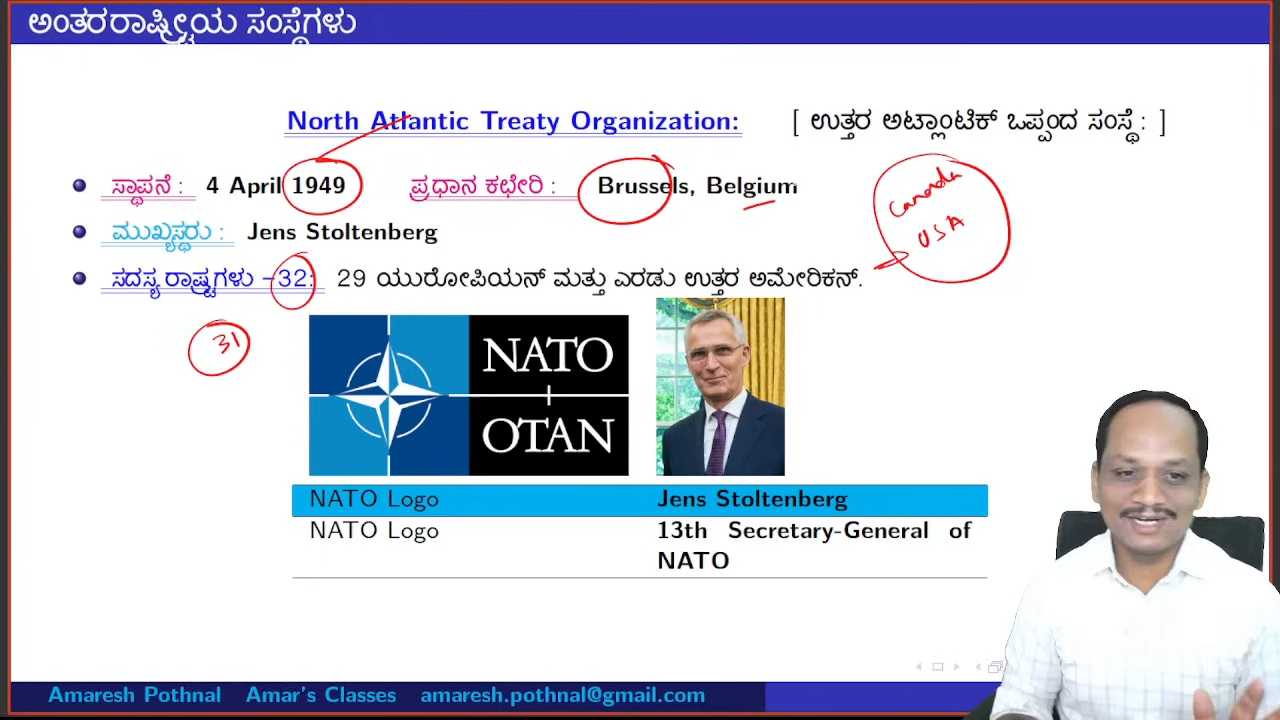 ಅಂತರರಾಷ್ಟ್ರೀಯ ಸಂಸ್ಥೆಗಳು
North Atlantic Treaty Organization: [ ಉತ್ತರ ಅಟ್ಲಾಂಟಿಕ್ ಒಪ್ಪಂದ ಸಂಸ್ಥೆ: ]
ಸ್ಥಾಪನೆ: 4 April 1949 ಪ್ರಧಾನ ಕಛೇರಿ: Brussels, Belgium
Canada
USA
ಮುಖ್ಯಸ್ಥರು: Jens Stoltenberg
ಸದಸ್ಯ ರಾಷ್ಟ್ರಗಳು -32: 29 ಯುರೋಪಿಯನ್ ಮತ್ತು ಎರಡು ಉತ್ತರ ಅಮೇರಿಕನ್.
31
NATO
OTAN
NATO Logo Jens Stoltenberg
NATO Logo 13th Secretary-General of
NATO
Amaresh Pothnal Amar's Classes amaresh.pothnal@gmail.com